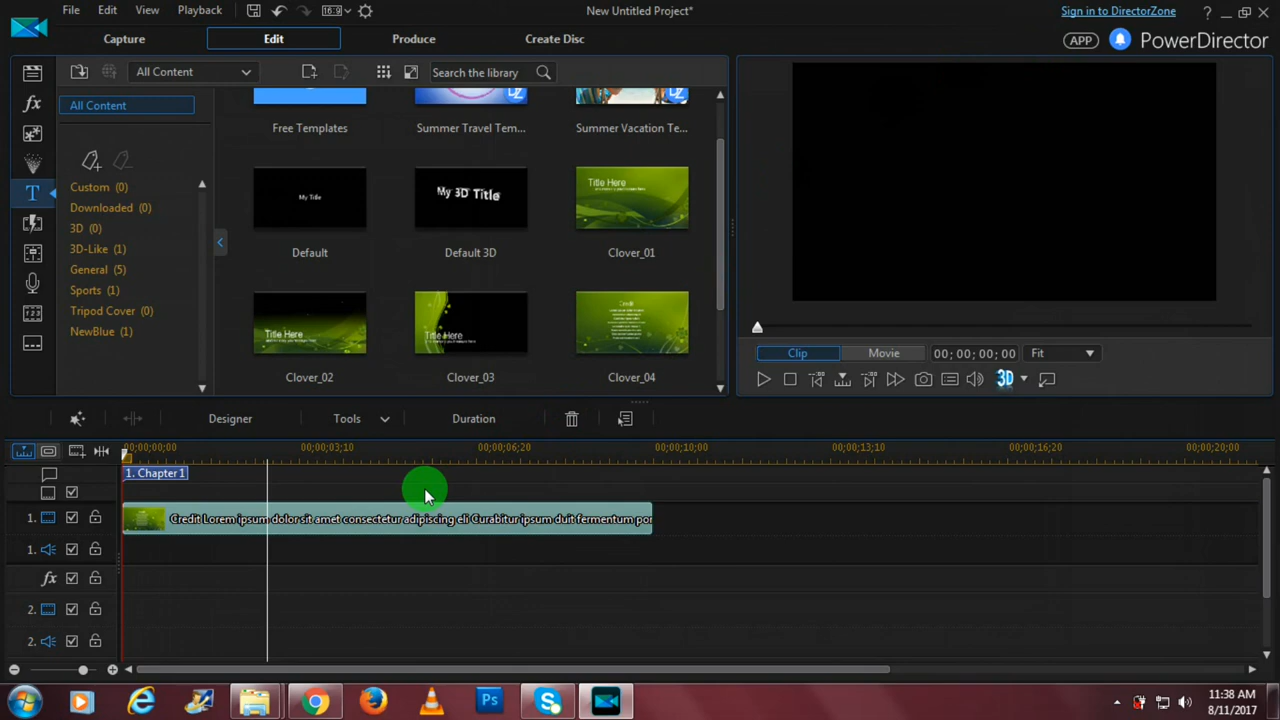 File Edit View Playback 16:9 New Untitled Project* Sign in to DirectorZone ?
Capture Edit Produce Create Disc APP PowerDirector
All Content Search the library
All Content
Free Templates Summer Travel Tem... Summer Vacation Te...
Custom (0)
Downloaded (0)
3D (0)
3D-Like (1)
General (5)
Sports (1)
Tripod Cover (0)
NewBlue (1)
My Title My 3D Title Title Here
Default Default 3D Clover_01
Title Here Title Here Credit
Clover_02 Clover_03 Clover_04
Clip Movie 00; 00; 00; 00 Fit
3D
Designer Tools Duration
00;00;00;00 00;00;03;10 00;00;06;20 00;00;10;00 00;00;13;10 00;00;16;20 00;00;20;00
1. Chapter 1
1. Credit Lorem ipsum dolor sit amet consectetur adipiscing eli Curabitur ipsum duit fermentum por
1.
fx
2.
2.
Ps
11:38 AM
8/11/2017